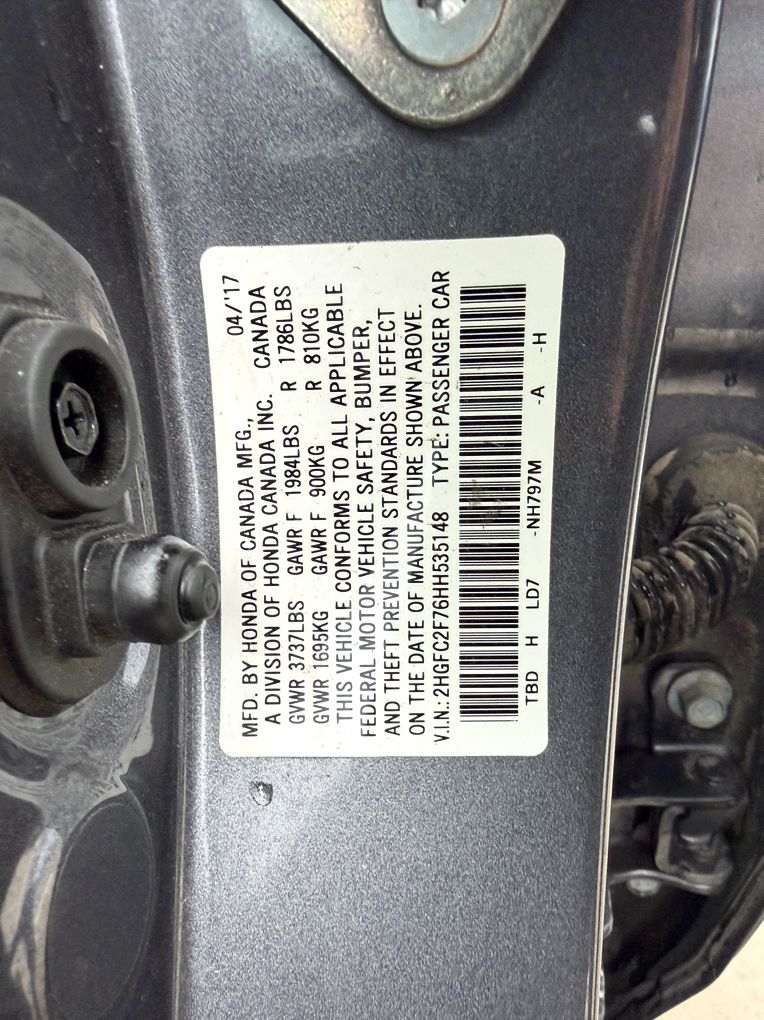 MFD. BY HONDA OF CANADA MFG., 04/'17
A DIVISION OF HONDA CANADA INC. CANADA
GVWR 3737LBS GAWR F 1984LBS R 1786LBS
GVWR 1695KG GAWR F 900KG R 810KG
THIS VEHICLE CONFORMS TO ALL APPLICABLE
FEDERAL MOTOR VEHICLE SAFETY, BUMPER,
AND THEFT PREVENTION STANDARDS IN EFFECT
ON THE DATE OF MANUFACTURE SHOWN ABOVE.
V.I.N.:2HGFC2F76HH535148 TYPE:PASSENGER CAR
TBD H LD7 -NH797M -A -H